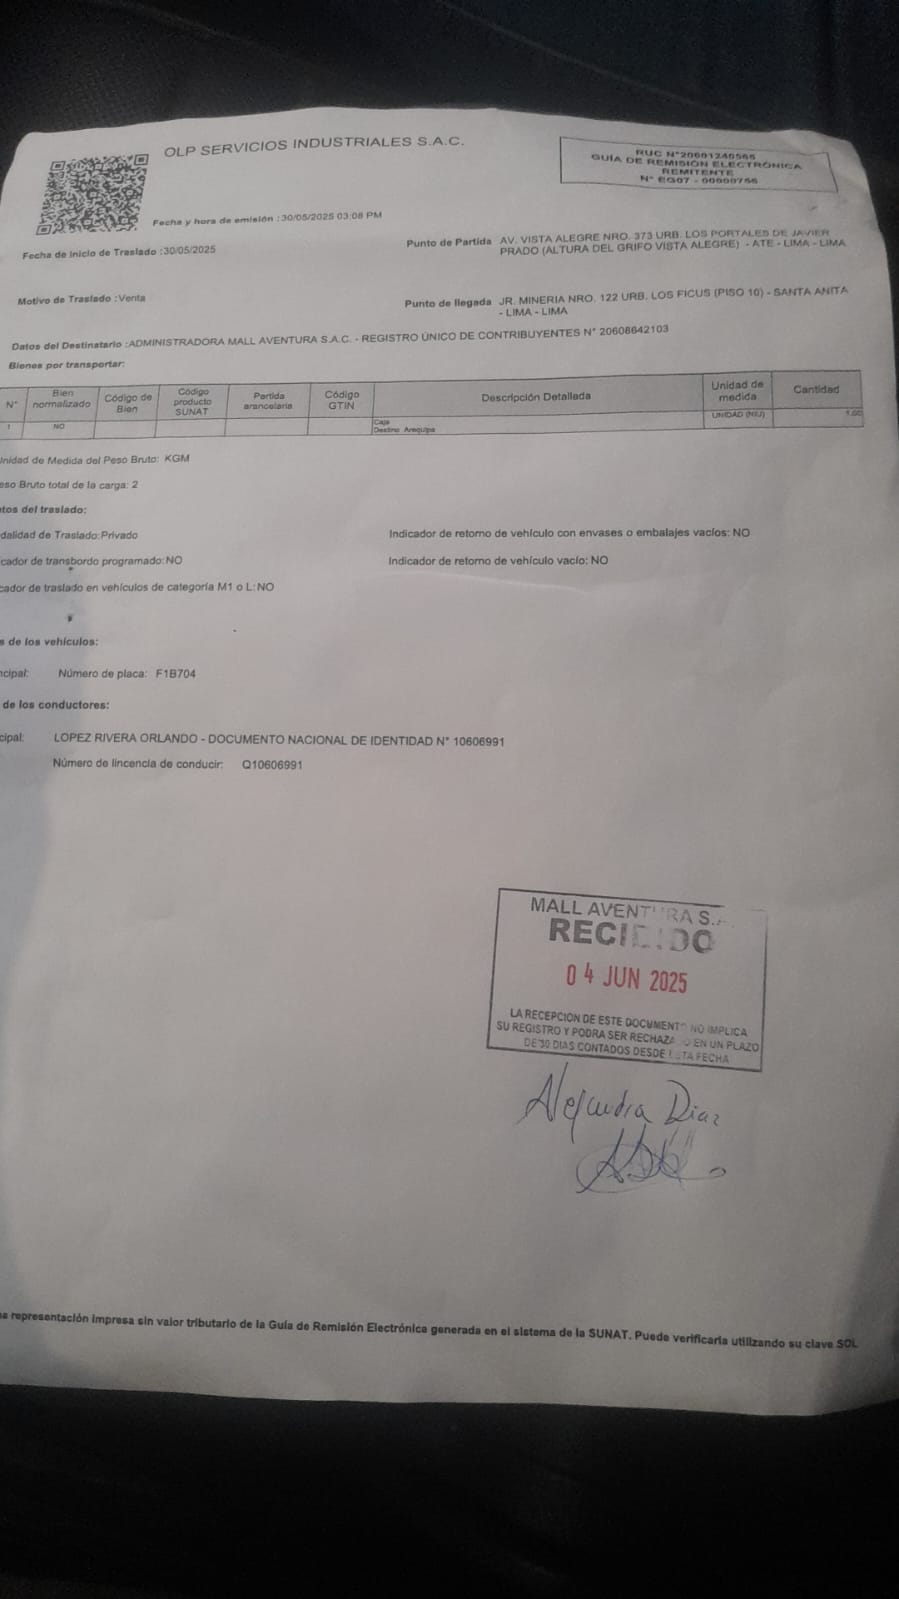 OLP SERVICIOS INDUSTRIALES S.A.C.
RUC N°20601240565
GUÍA DE REMISIÓN ELECTRÓNICA
REMITENTE
N° EG07 - 00000756
Fecha y hora de emisión : 30/05/2025 03:08 PM
Fecha de Inicio de Traslado : 30/05/2025
Punto de Partida AV. VISTA ALEGRE NRO. 373 URB. LOS PORTALES DE JAVIER
PRADO (ALTURA DEL GRIFO VISTA ALEGRE) - ATE - LIMA - LIMA
Motivo de Traslado : Venta
Punto de llegada JR. MINERIA NRO. 122 URB. LOS FICUS (PISO 10) - SANTA ANITA
- LIMA - LIMA
Datos del Destinatario :ADMINISTRADORA MALL AVENTURA S.A.C. - REGISTRO ÚNICO DE CONTRIBUYENTES N° 20608642103
Bienes por transportar:
N° Bien normalizado Código de Bien Código producto SUNAT Partida arancelaria Código GTIN Descripción Detallada Unidad de medida Cantidad
1 NO Caja UNIDAD (NIU) 1.00
Destino Arequipa
nidad de Medida del Peso Bruto: KGM
eso Bruto total de la carga: 2
tos del traslado:
dalidad de Traslado:Privado
Indicador de retorno de vehículo con envases o embalajes vacíos: NO
cador de transbordo programado:NO
Indicador de retorno de vehículo vacío: NO
cador de traslado en vehículos de categoría M1 o L:NO
s de los vehículos:
ncipal: Número de placa: F1B704
de los conductores:
cipal: LOPEZ RIVERA ORLANDO - DOCUMENTO NACIONAL DE IDENTIDAD N° 10606991
Número de lincencia de conducir: Q10606991
MALL AVENTURA S.A.
RECIBIDO
04 JUN 2025
LA RECEPCION DE ESTE DOCUMENTO NO IMPLICA
SU REGISTRO Y PODRA SER RECHAZADO EN UN PLAZO
DE 30 DIAS CONTADOS DESDE ESTA FECHA
Alejandra Diaz
a representación impresa sin valor tributario de la Guía de Remisión Electrónica generada en el sistema de la SUNAT. Puede verificarla utilizando su clave SOL